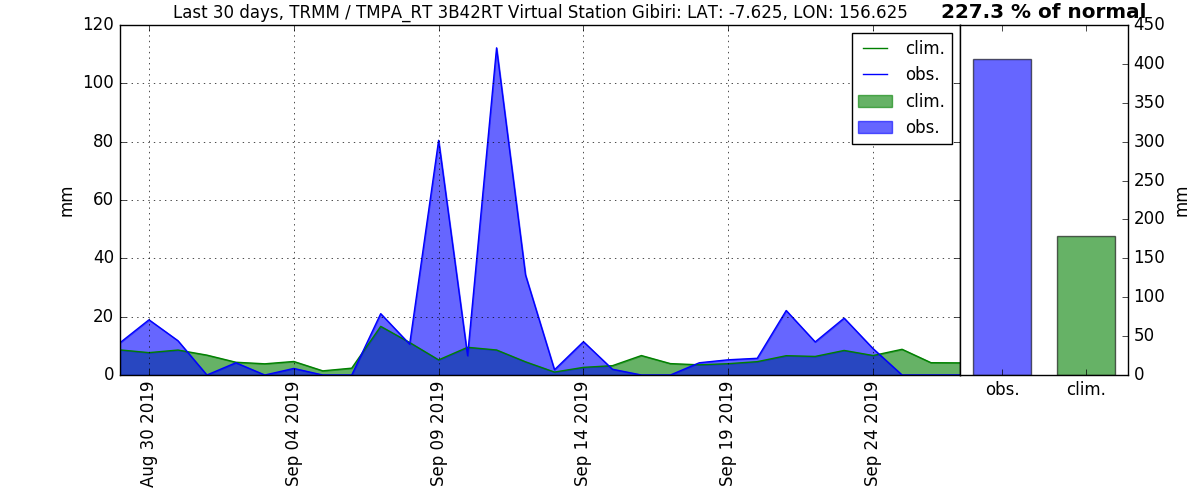 Last 30 days, TRMM / TMPA_RT 3B42RT Virtual Station Gibiri: LAT: -7.625, LON: 156.625
227.3 % of normal
120
100
80
60
40
20
0
mm
clim.
obs.
clim.
obs.
Aug 30 2019
Sep 04 2019
Sep 09 2019
Sep 14 2019
Sep 19 2019
Sep 24 2019
450
400
350
300
250
200
150
100
50
0
mm
obs.
clim.